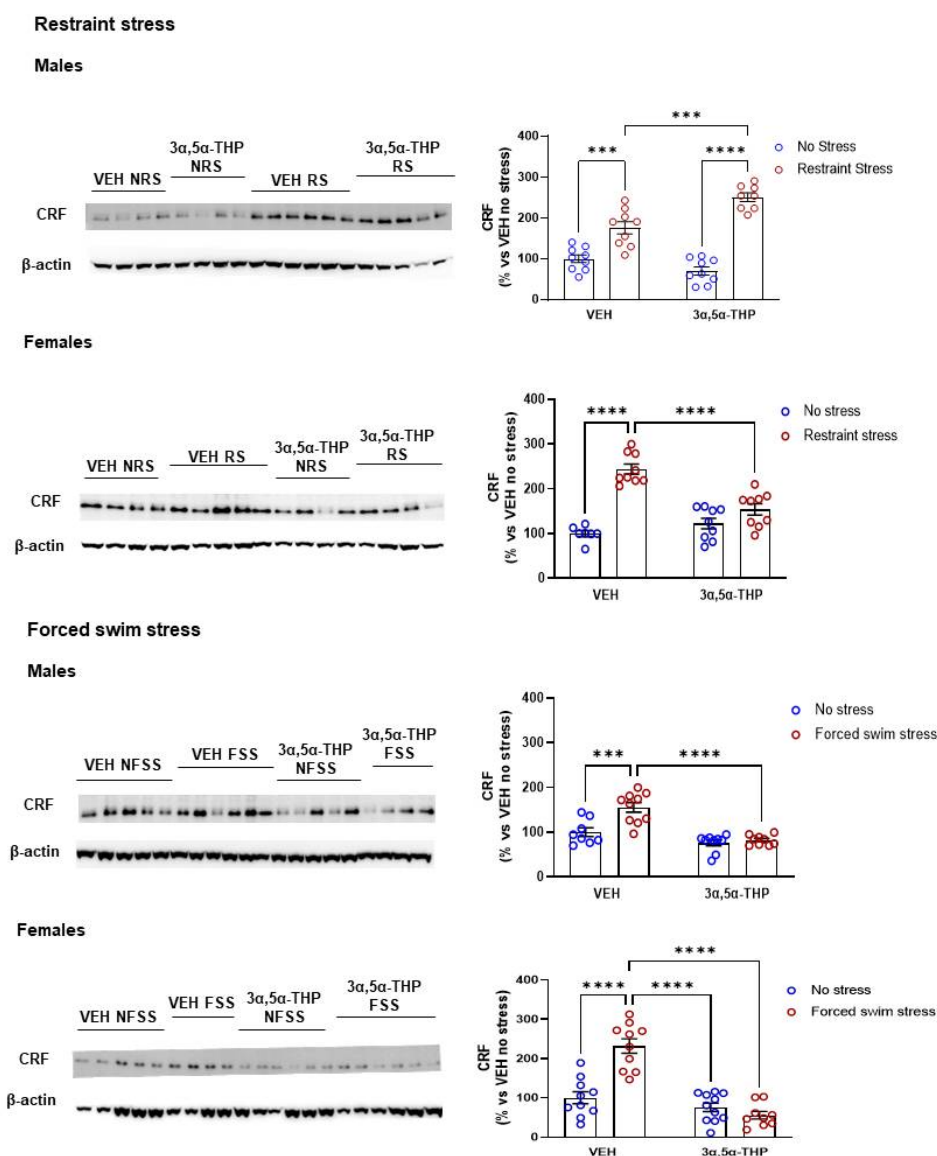 Restraint stress
Males
VEH NRS
3α,5α-THP
NRS
VEH RS
3α,5α-THP
RS
CRF
β-actin
***
***
****
400
300
200
100
0
CRF
(% vs VEH no stress)
VEH
3α,5α-THP
No Stress
Restraint Stress
Females
VEH NRS
VEH RS
3α,5α-THP
NRS
3α,5α-THP
RS
CRF
β-actin
****
****
400
300
200
100
0
CRF
(% vs VEH no stress)
VEH
3α,5α-THP
No stress
Restraint stress
Forced swim stress
Males
VEH NFSS
VEH FSS
3α,5α-THP
NFSS
3α,5α-THP
FSS
CRF
β-actin
***
****
400
300
200
100
0
CRF
(% vs VEH no stress)
VEH
3α,5α-THP
No stress
Forced swim stress
Females
VEH NFSS
VEH FSS
3α,5α-THP
NFSS
3α,5α-THP
FSS
CRF
β-actin
****
****
****
400
300
200
100
0
CRF
(% vs VEH no stress)
VEH
3α,5α-THP
No stress
Forced swim stress